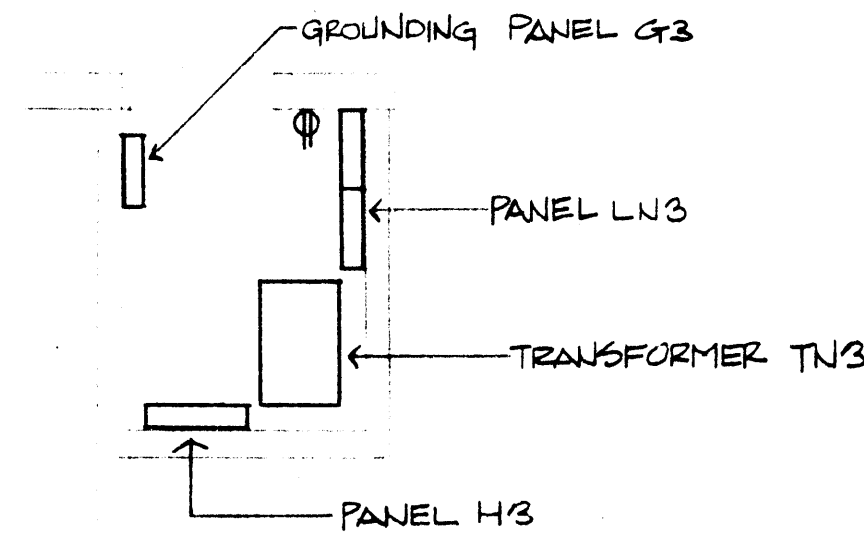 GROUNDING PANEL G3
PANEL LN3
TRANSFORMER TN3
PANEL H3